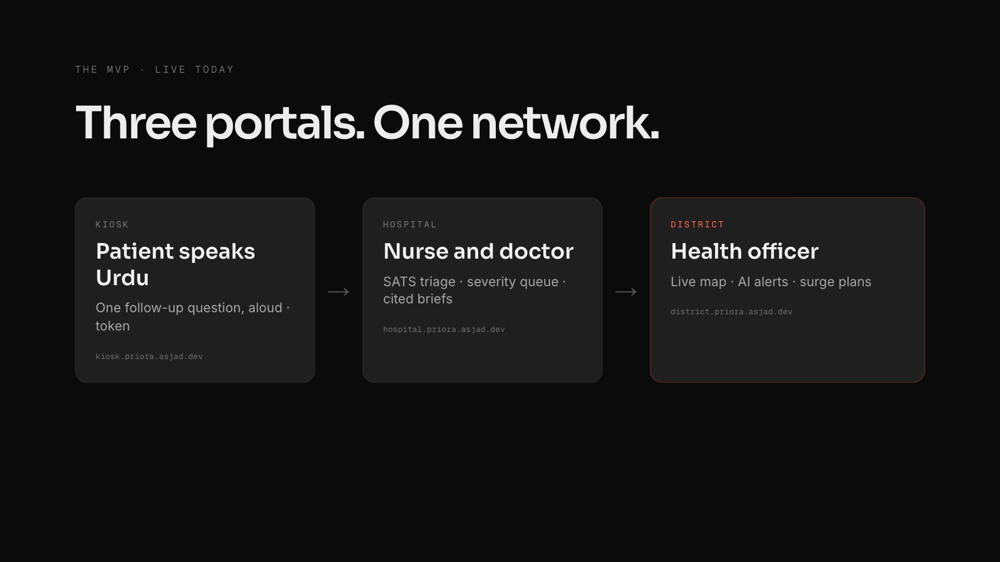 THE MVP · LIVE TODAY
Three portals. One network.
KIOSK
Patient speaks
Urdu
One follow-up question, aloud ·
token
kiosk.priora.asjad.dev
→
HOSPITAL
Nurse and doctor
SATS triage · severity queue ·
cited briefs
hospital.priora.asjad.dev
→
DISTRICT
Health officer
Live map · AI alerts · surge plans
district.priora.asjad.dev